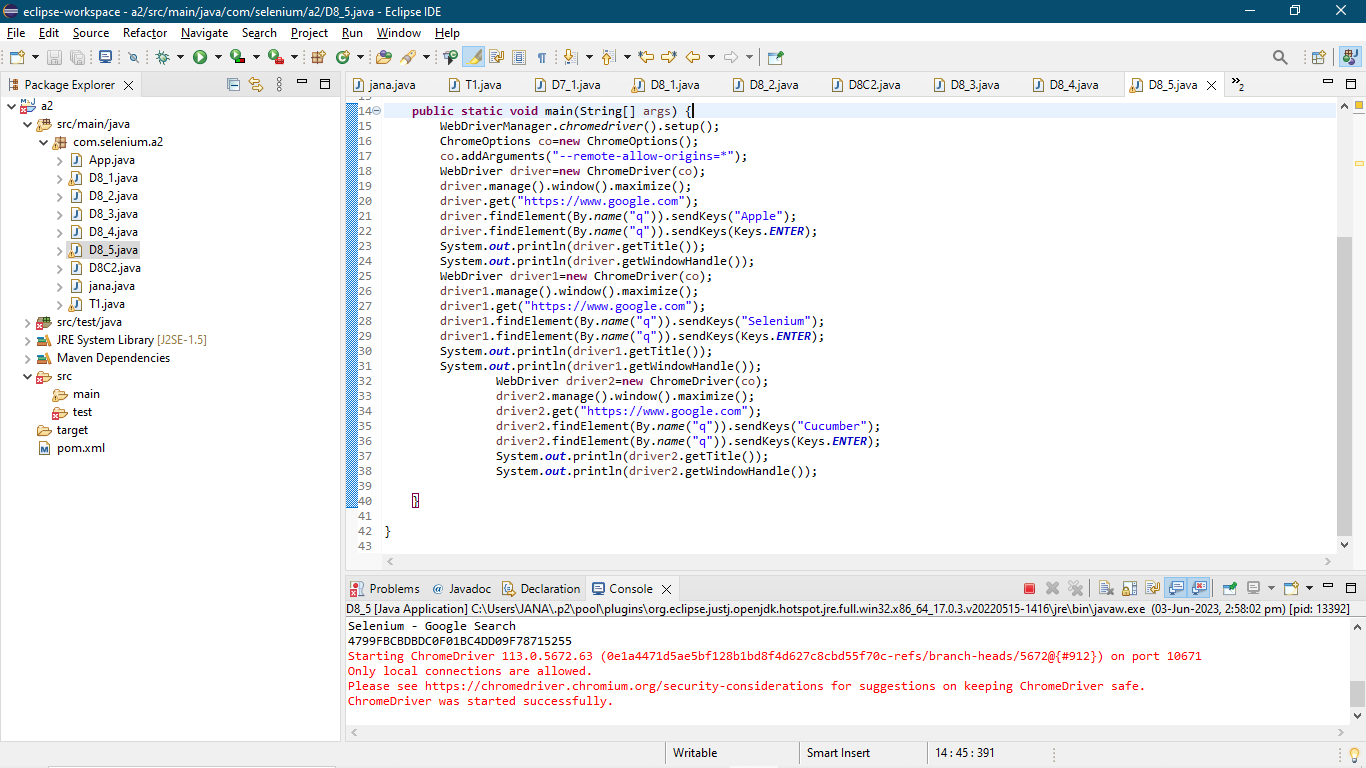 eclipse-workspace - a2/src/main/java/com/selenium/a2/D8_5.java - Eclipse IDE
File Edit Source Refactor Navigate Search Project Run Window Help
Package Explorer
jana.java T1.java D7_1.java D8_1.java D8_2.java D8C2.java D8_3.java D8_4.java D8_5.java »2
a2
src/main/java
com.selenium.a2
App.java
D8_1.java
D8_2.java
D8_3.java
D8_4.java
D8_5.java
D8C2.java
jana.java
T1.java
src/test/java
JRE System Library [J2SE-1.5]
Maven Dependencies
src
main
test
target
pom.xml
14 public static void main(String[] args) {
15 WebDriverManager.chromedriver().setup();
16 ChromeOptions co=new ChromeOptions();
17 co.addArguments("--remote-allow-origins=*");
18 WebDriver driver=new ChromeDriver(co);
19 driver.manage().window().maximize();
20 driver.get("https://www.google.com");
21 driver.findElement(By.name("q")).sendKeys("Apple");
22 driver.findElement(By.name("q")).sendKeys(Keys.ENTER);
23 System.out.println(driver.getTitle());
24 System.out.println(driver.getWindowHandle());
25 WebDriver driver1=new ChromeDriver(co);
26 driver1.manage().window().maximize();
27 driver1.get("https://www.google.com");
28 driver1.findElement(By.name("q")).sendKeys("Selenium");
29 driver1.findElement(By.name("q")).sendKeys(Keys.ENTER);
30 System.out.println(driver1.getTitle());
31 System.out.println(driver1.getWindowHandle());
32 WebDriver driver2=new ChromeDriver(co);
33 driver2.manage().window().maximize();
34 driver2.get("https://www.google.com");
35 driver2.findElement(By.name("q")).sendKeys("Cucumber");
36 driver2.findElement(By.name("q")).sendKeys(Keys.ENTER);
37 System.out.println(driver2.getTitle());
38 System.out.println(driver2.getWindowHandle());
39
40 }
41
42 }
43
Problems @ Javadoc Declaration Console
D8_5 [Java Application] C:\Users\JANA\.p2\pool\plugins\org.eclipse.justj.openjdk.hotspot.jre.full.win32.x86_64_17.0.3.v20220515-1416\jre\bin\javaw.exe (03-Jun-2023, 2:58:02 pm) [pid: 13392]
Selenium - Google Search
4799FBCBDBDC0F01BC4DD09F78715255
Starting ChromeDriver 113.0.5672.63 (0e1a4471d5ae5bf128b1bd8f4d627c8cbd55f70c-refs/branch-heads/5672@{#912}) on port 10671
Only local connections are allowed.
Please see https://chromedriver.chromium.org/security-considerations for suggestions on keeping ChromeDriver safe.
ChromeDriver was started successfully.
Writable Smart Insert 14 : 45 : 391